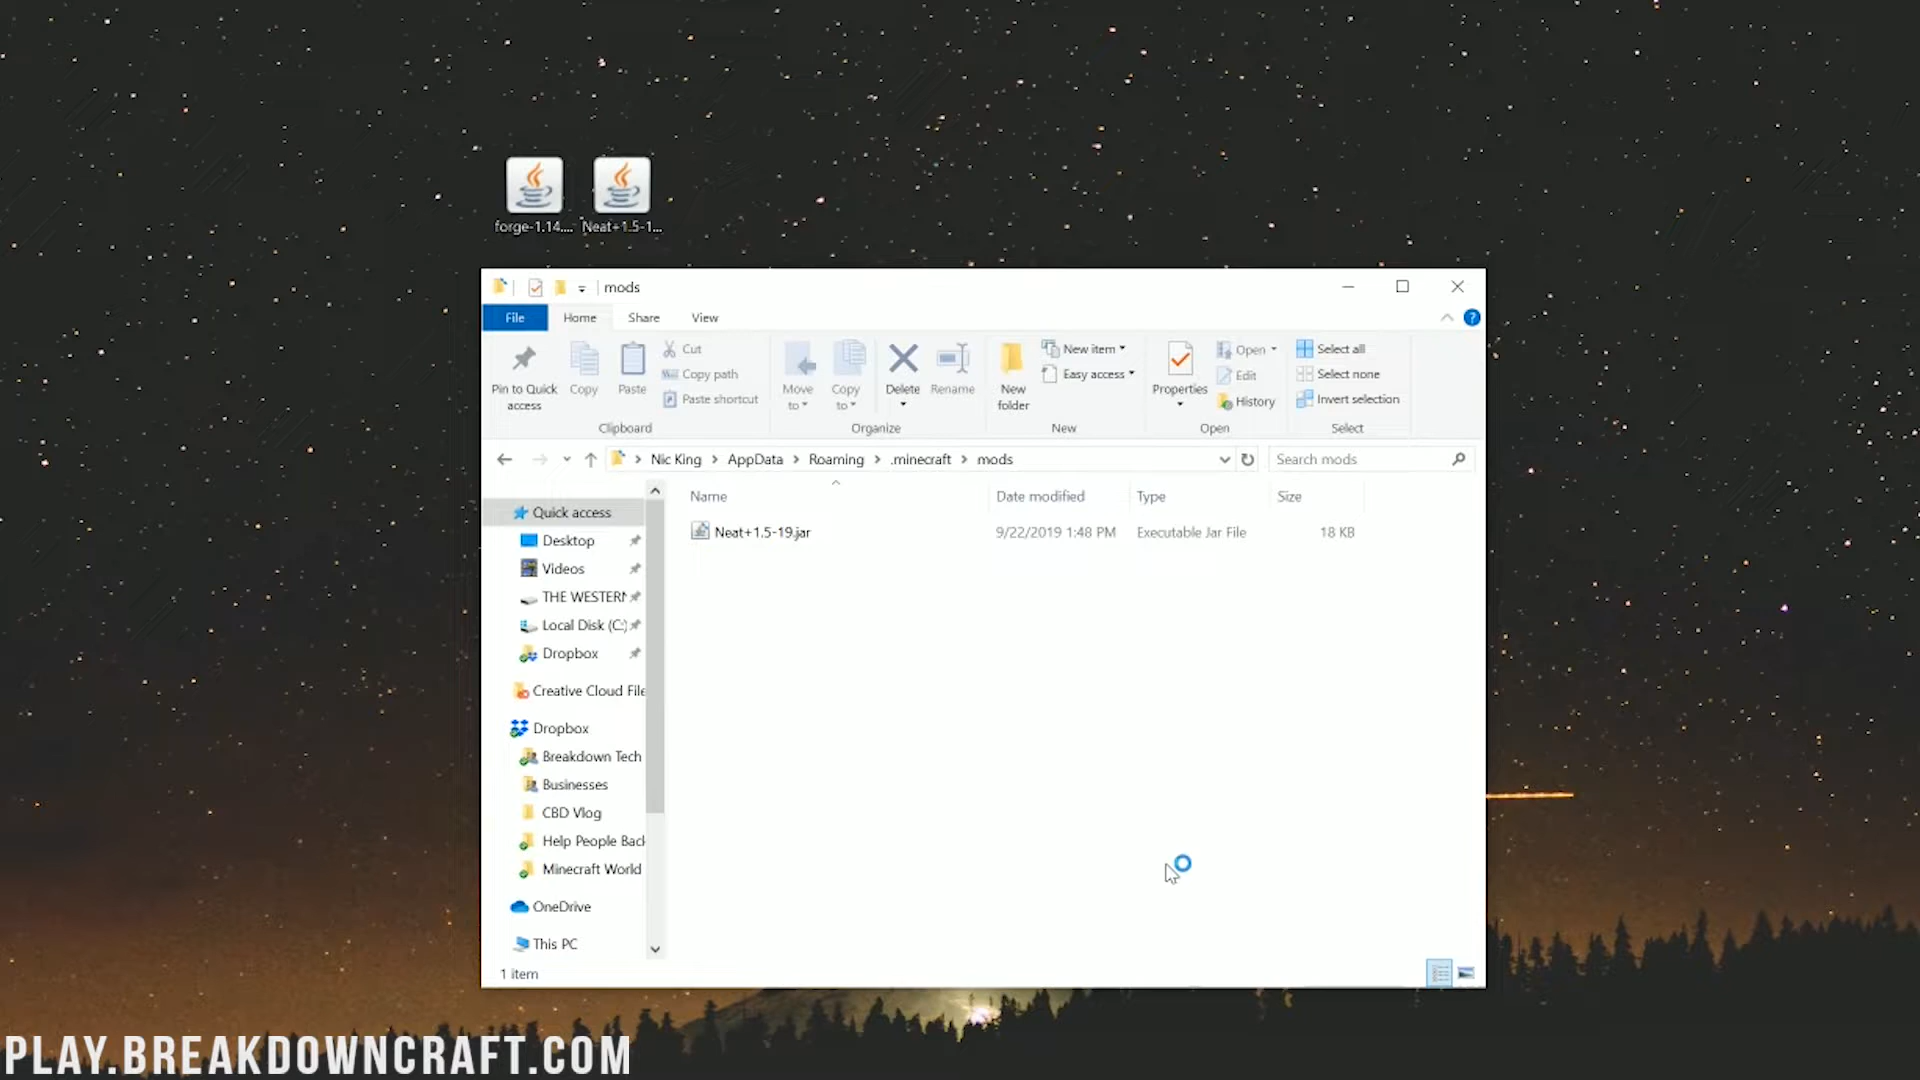 forge-1.14....
Neat+1.5-1...
mods
File
Home
Share
View
Pin to Quick access
Copy
Paste
Cut
Copy path
Paste shortcut
Clipboard
Move to
Copy to
Delete
Rename
Organize
New folder
New item
Easy access
New
Properties
Open
Edit
History
Open
Select all
Select none
Invert selection
Select
Nic King > AppData > Roaming > .minecraft > mods
Search mods
Name
Date modified
Type
Size
Neat+1.5-19.jar
9/22/2019 1:48 PM
Executable Jar File
18 KB
Quick access
Desktop
Videos
THE WESTERN
Local Disk (C:)
Dropbox
Creative Cloud File
Dropbox
Breakdown Tech
Businesses
CBD Vlog
Help People Back
Minecraft World
OneDrive
This PC
1 item
PLAY.BREAKDOWNCRAFT.COM